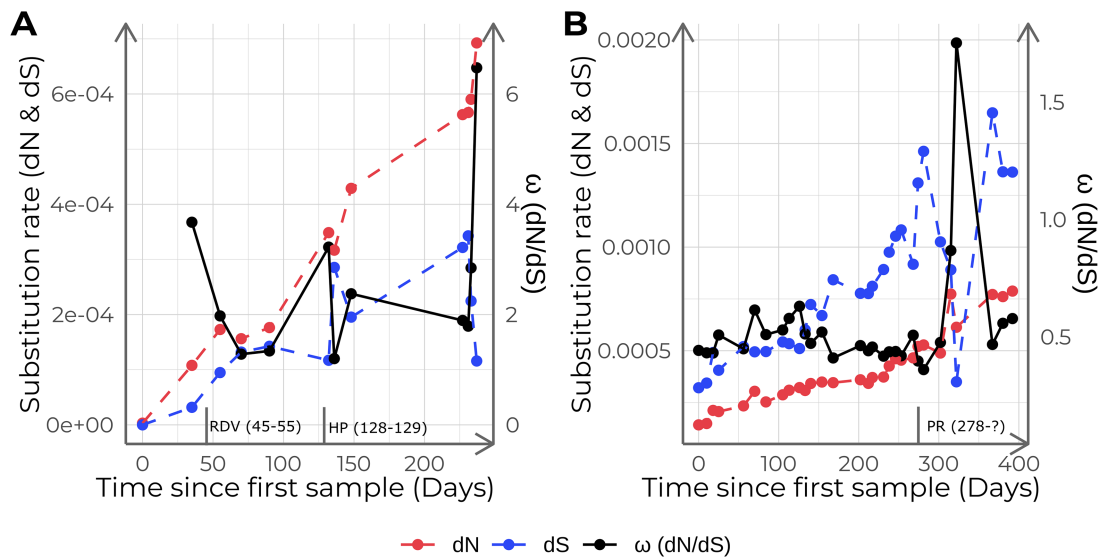 A
Substitution rate (dN & dS)
6e-04
4e-04
2e-04
0e+00
6
4
2
0
ω (dN/dS)
RDV (45-55)
HP (128-129)
0 50 100 150 200
Time since first sample (Days)
B
Substitution rate (dN & dS)
0.0020
0.0015
0.0010
0.0005
1.5
1.0
0.5
ω (dN/dS)
PR (278-?)
0 100 200 300 400
Time since first sample (Days)
dN dS ω (dN/dS)